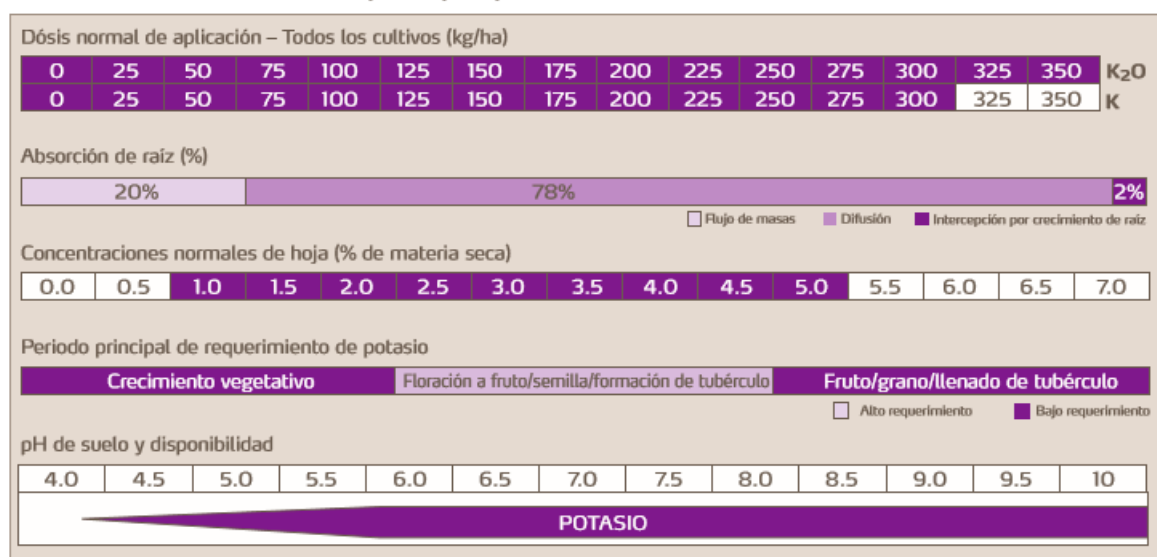 Dósis normal de aplicación – Todos los cultivos (kg/ha)
0 25 50 75 100 125 150 175 200 225 250 275 300 325 350 K₂O
0 25 50 75 100 125 150 175 200 225 250 275 300 325 350 K
Absorción de raíz (%)
20% 78% 2%
Flujo de masas Difusión Intercepción por crecimiento de raíz
Concentraciones normales de hoja (% de materia seca)
0.0 0.5 1.0 1.5 2.0 2.5 3.0 3.5 4.0 4.5 5.0 5.5 6.0 6.5 7.0
Periodo principal de requerimiento de potasio
Crecimiento vegetativo Floración a fruto/semilla/formación de tubérculo Fruto/grano/llenado de tubérculo
Alto requerimiento Bajo requerimiento
pH de suelo y disponibilidad
4.0 4.5 5.0 5.5 6.0 6.5 7.0 7.5 8.0 8.5 9.0 9.5 10
POTASIO